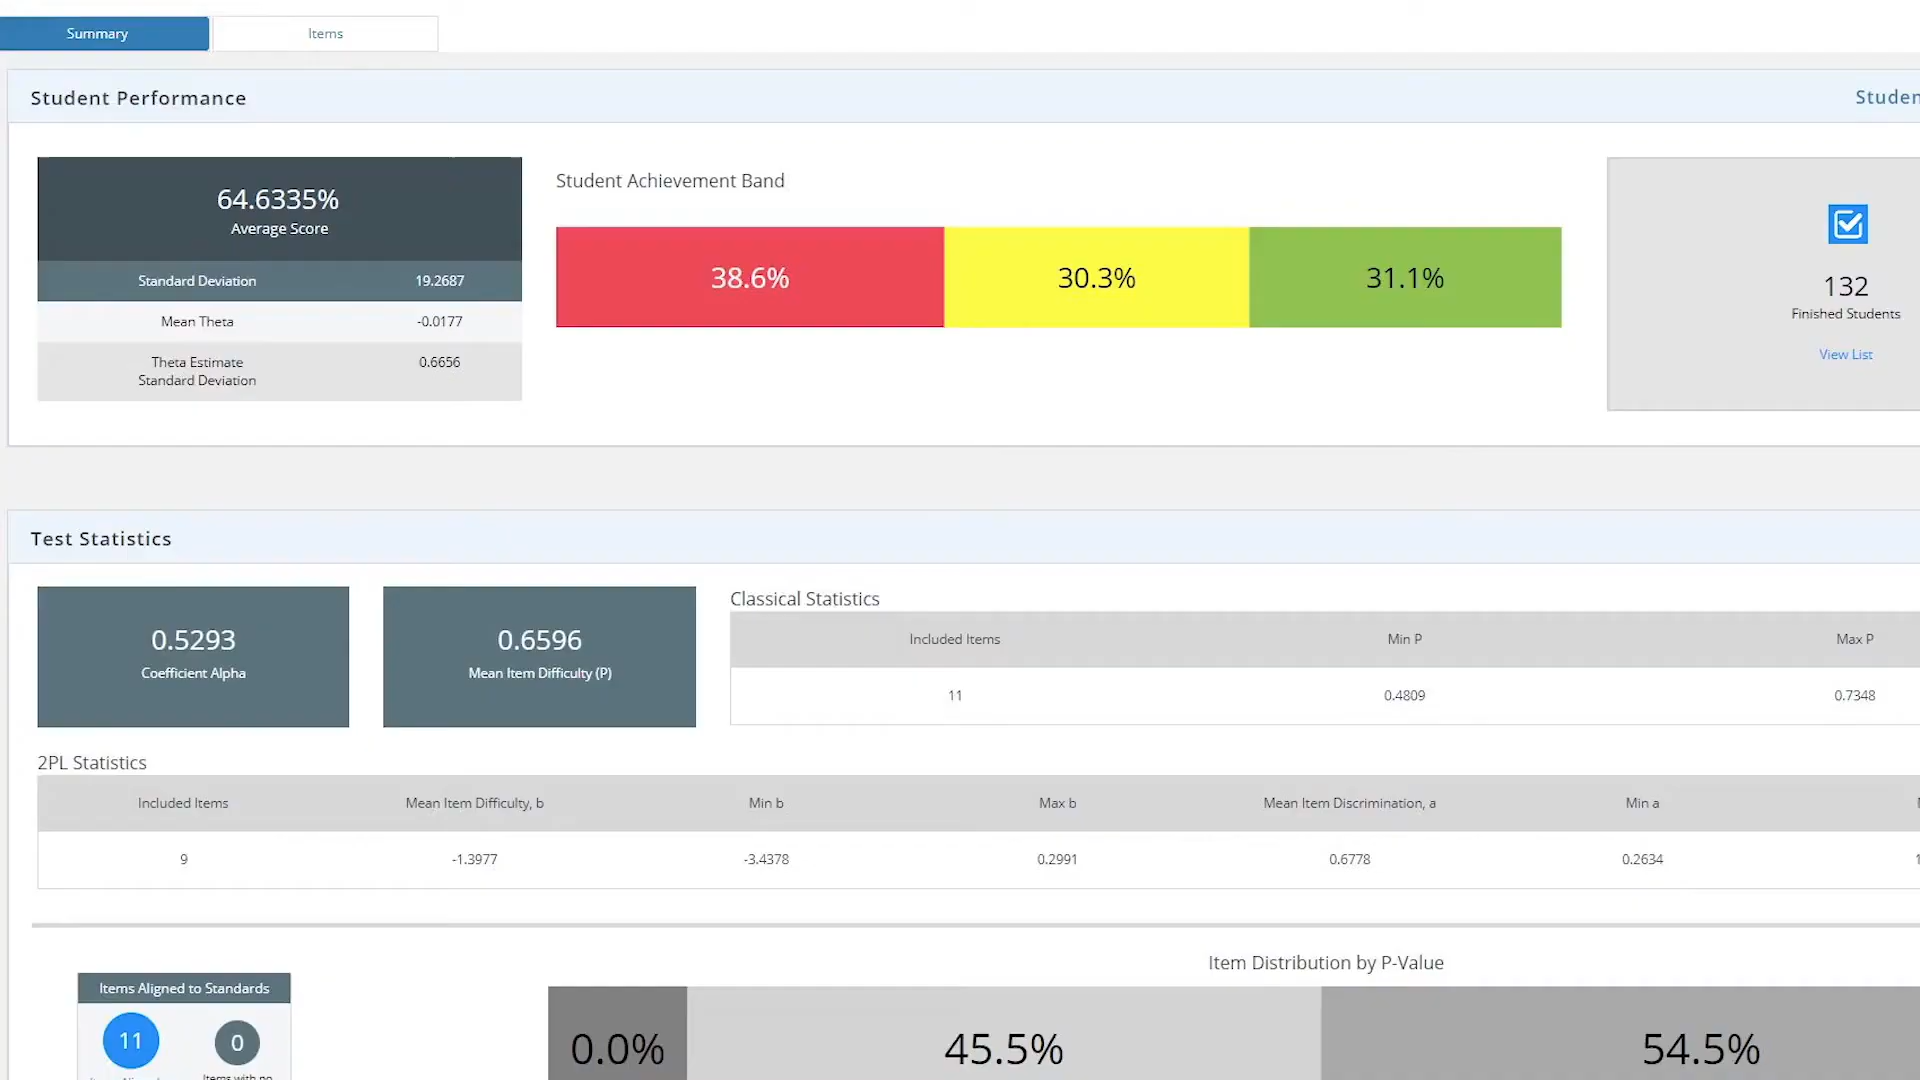 Summary
Items
Student Performance
64.6335%
Average Score
Standard Deviation 19.2687
Mean Theta -0.0177
Theta Estimate
Standard Deviation
0.6656
Student Achievement Band
38.6% 30.3% 31.1%
132
Finished Students
View List
Test Statistics
0.5293
Coefficient Alpha
0.6596
Mean Item Difficulty (P)
Classical Statistics
Included Items Min P Max P
11 0.4809 0.7348
2PL Statistics
Included Items Mean Item Difficulty, b Min b Max b Mean Item Discrimination, a Min a
9 -1.3977 -3.4378 0.2991 0.6778 0.2634
Items Aligned to Standards
11 0
Items with no
Item Distribution by P-Value
0.0% 45.5% 54.5%